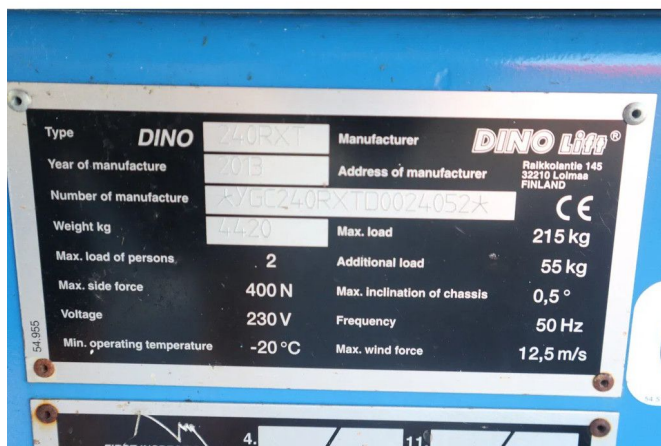 Type DINO 240RXT Manufacturer DINO Lift®
Year of manufacture 2013 Address of manufacturer Raikkolantie 145
32210 Loimaa
FINLAND
Number of manufacture *YGC240RXTD0024052* CE
Weight kg 4420 Max. load 215 kg
Max. load of persons 2 Additional load 55 kg
Max. side force 400 N Max. inclination of chassis 0,5°
Voltage 230 V Frequency 50 Hz
Min. operating temperature -20 °C Max. wind force 12,5 m/s
54.955
4. 11